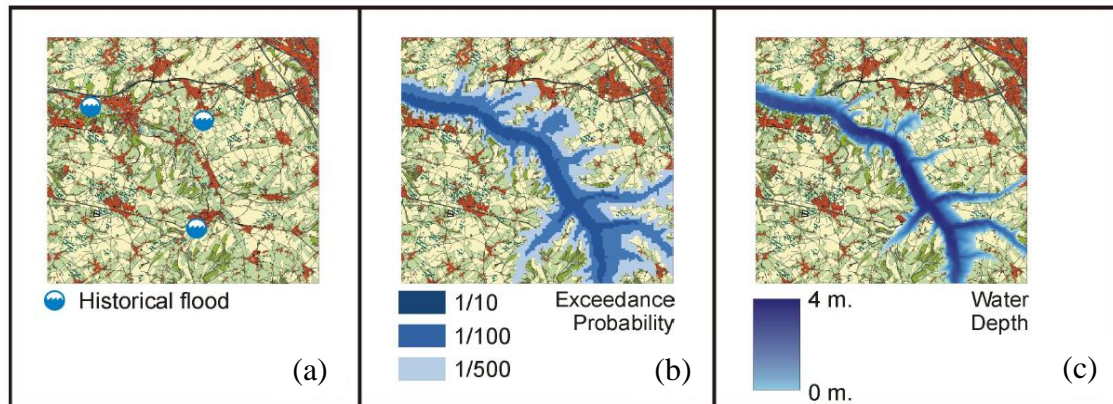 Historical flood
(a)
1/10
1/100
1/500
Exceedance
Probability
(b)
4 m.
0 m.
Water
Depth
(c)